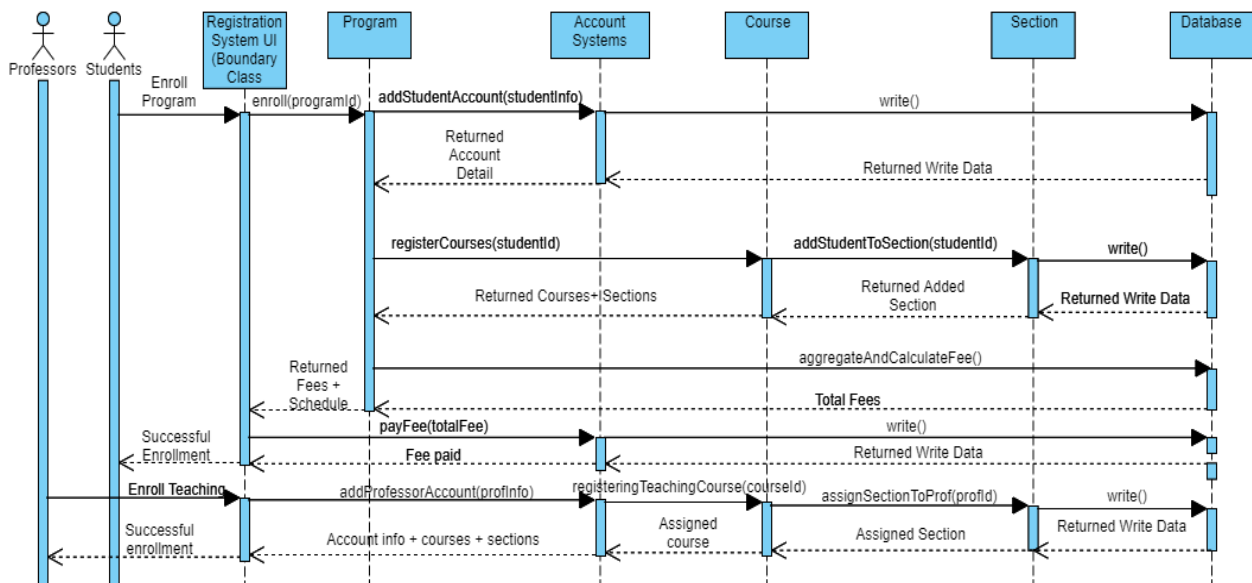 Professors
Students
Registration
System UI
(Boundary
Class
Program
Account
Systems
Course
Section
Database
Enroll
Program
enroll(programId)
addStudentAccount(studentInfo)
write()
Returned
Account
Detail
Returned Write Data
registerCourses(studentId)
addStudentToSection(studentId)
write()
Returned Courses+lSections
Returned Added
Section
Returned Write Data
aggregateAndCalculateFee()
Returned
Fees +
Schedule
Total Fees
payFee(totalFee)
write()
Successful
Enrollment
Fee paid
Returned Write Data
Enroll Teaching
addProfessorAccount(profInfo)
registeringTeachingCourse(courseId)
assignSectionToProf(profId)
write()
Successful
enrollment
Account info + courses + sections
Assigned
course
Assigned Section
Returned Write Data